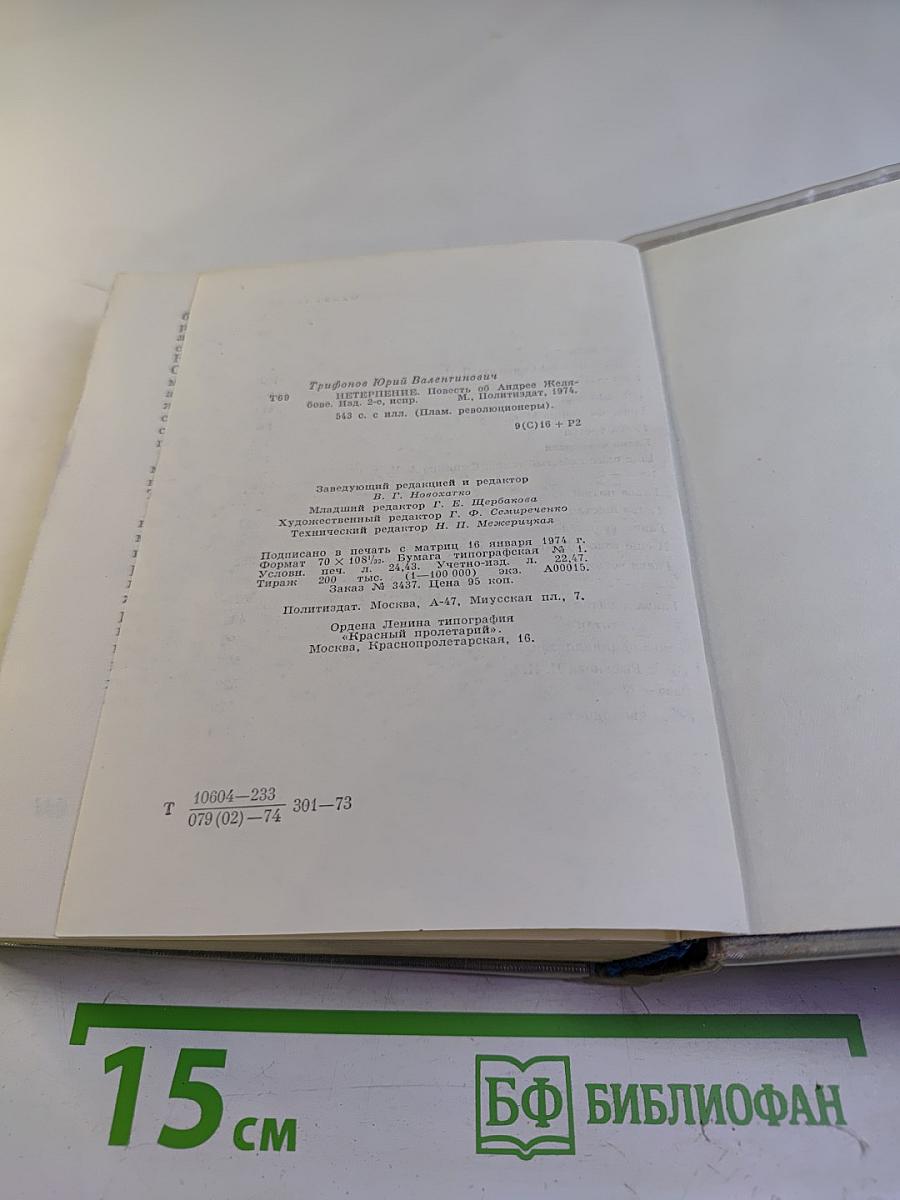 Трифонов Юрий Валентинович
Т69
НЕТЕРПЕНИЕ. Повесть об Андрее Желя-
бове. Изд. 2-е, испр. М., Политиздат, 1974.
543 с. с илл. (Плам. революционеры).
9(С)16 + Р2
Заведующий редакцией и редактор
В. Г. Новохатко
Младший редактор Г. Е. Щербакова
Художественный редактор Г. Ф. Семиреченко
Технический редактор Н. П. Межерицкая
Подписано в печать с матриц 16 января 1974 г.
Формат 70 × 108 1/32. Бумага типографская № 1.
Условн. печ. л. 24,43. Учетно-изд. л. 22,47.
Тираж 200 тыс. (1—100 000) экз. А00015.
Заказ № 3437. Цена 95 коп.
Политиздат. Москва, А-47, Миусская пл., 7.
Ордена Ленина типография
«Красный пролетарий».
Москва, Краснопролетарская, 16.
Т 10604—233
079(02)—74 301—73
15 см
БФ БИБЛИОФАН